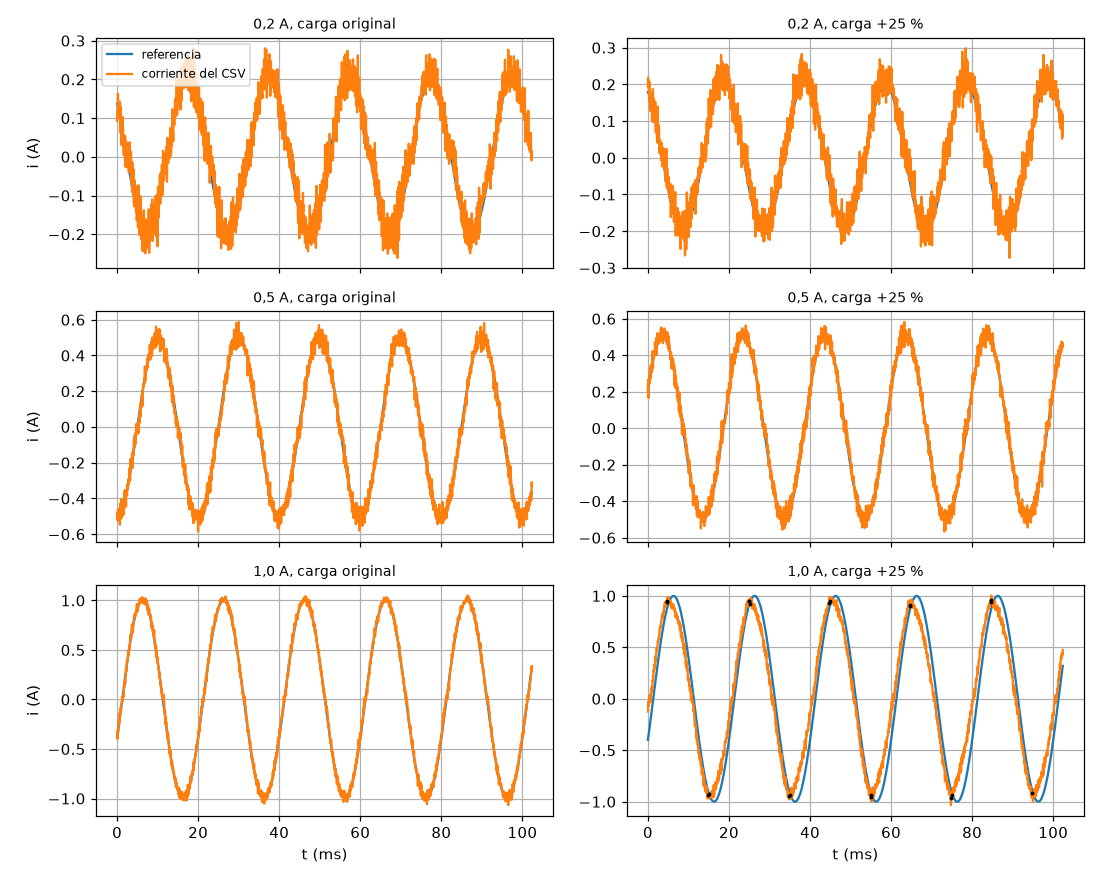 0,2 A, carga original
0,2 A, carga +25 %
referencia
corriente del CSV
0.3
0.2
0.1
0.0
−0.1
−0.2
i (A)
0.3
0.2
0.1
0.0
−0.1
−0.2
−0.3
0,5 A, carga original
0,5 A, carga +25 %
0.6
0.4
0.2
0.0
−0.2
−0.4
−0.6
i (A)
0.6
0.4
0.2
0.0
−0.2
−0.4
−0.6
1,0 A, carga original
1,0 A, carga +25 %
1.0
0.5
0.0
−0.5
−1.0
i (A)
1.0
0.5
0.0
−0.5
−1.0
0 20 40 60 80 100
0 20 40 60 80 100
t (ms)
t (ms)